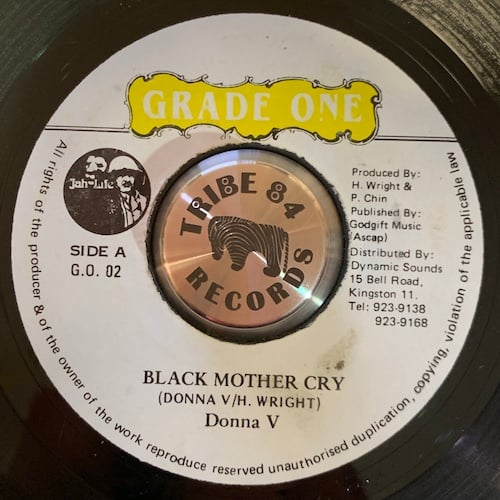 GRADE ONE
Jah-Life
SIDE A
G.O. 02
TRIBE 84
RECORDS
Produced By:
H. Wright &
P. Chin
Published By:
Godgift Music
(Ascap)
Distributed By:
Dynamic Sounds
15 Bell Road,
Kingston 11.
Tel: 923-9138
923-9168
BLACK MOTHER CRY
(DONNA V/H. WRIGHT)
Donna V
All rights of the producer & of the owner of the work reproduce reserved unauthorised duplication, copying, violation of the applicable law